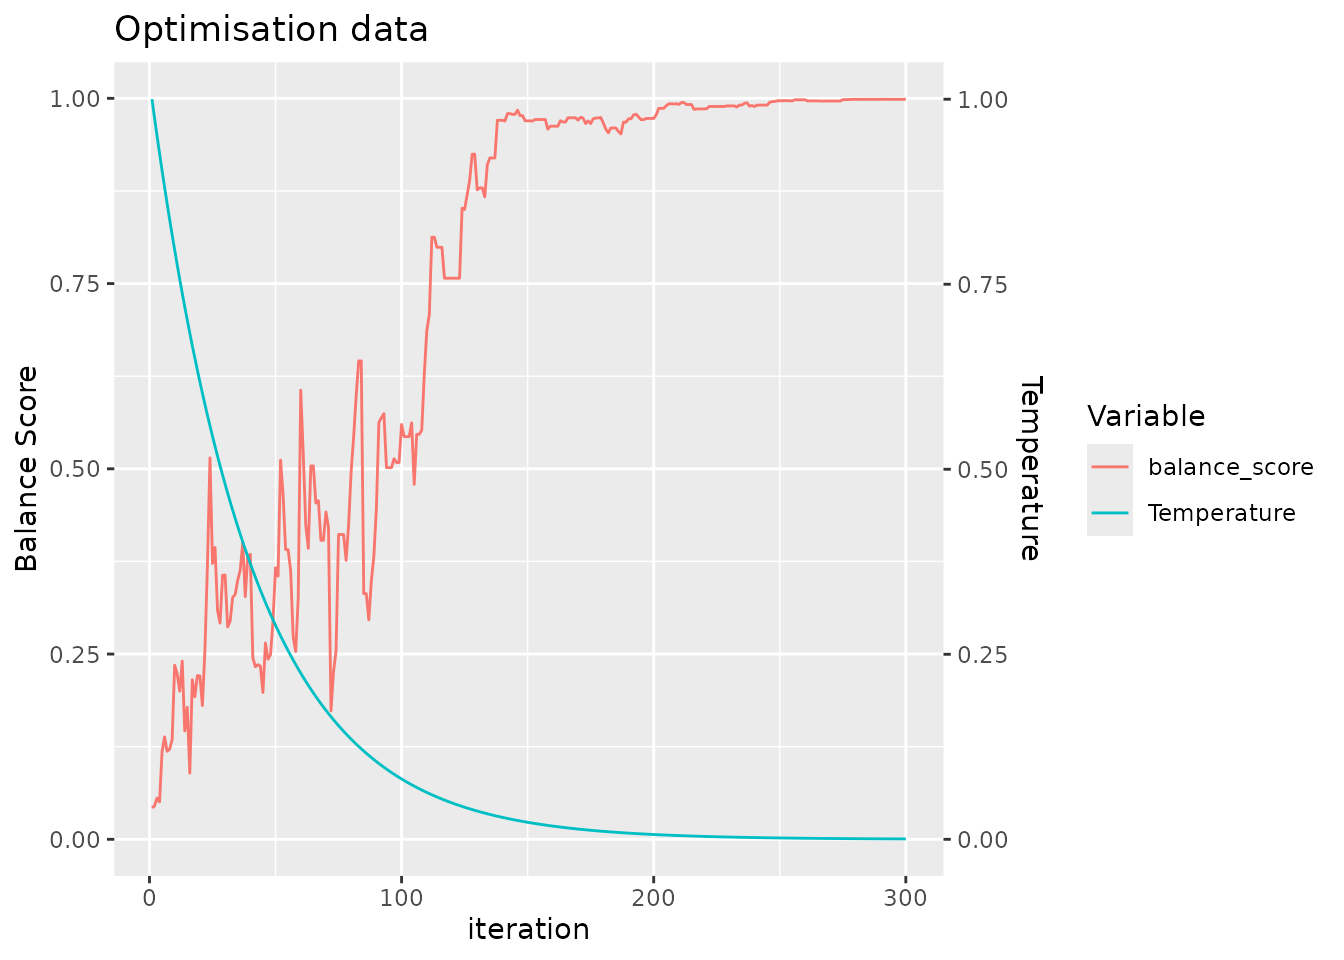 Optimisation data
1.00
0.75
0.50
0.25
0.00
Balance Score
0
100
200
300
iteration
1.00
0.75
0.50
0.25
0.00
Temperature
Variable
balance_score
Temperature